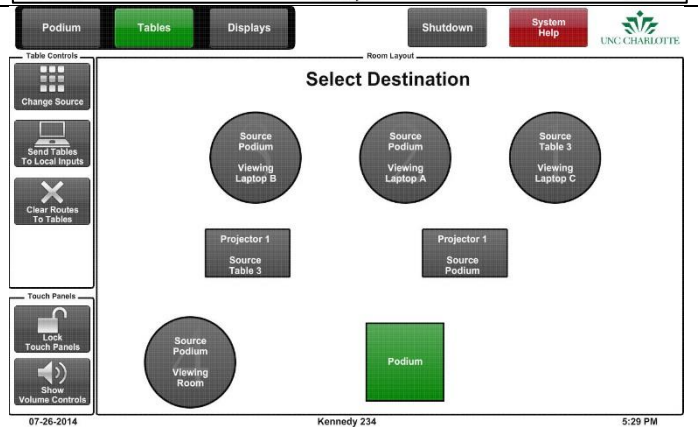 Podium
Tables
Displays
Shutdown
System
Help
UNC CHARLOTTE
Table Controls
Room Layout
Change Source
Send Tables
To Local Inputs
Clear Routes
To Tables
Select Destination
Source
Podium
Viewing
Laptop B
Source
Podium
Viewing
Laptop A
Source
Table 3
Viewing
Laptop C
Projector 1
Source
Table 3
Projector 1
Source
Podium
Touch Panels
Lock
Touch Panels
Show
Volume Controls
Source
Podium
Viewing
Room
Podium
07-26-2014
Kennedy 234
5:29 PM